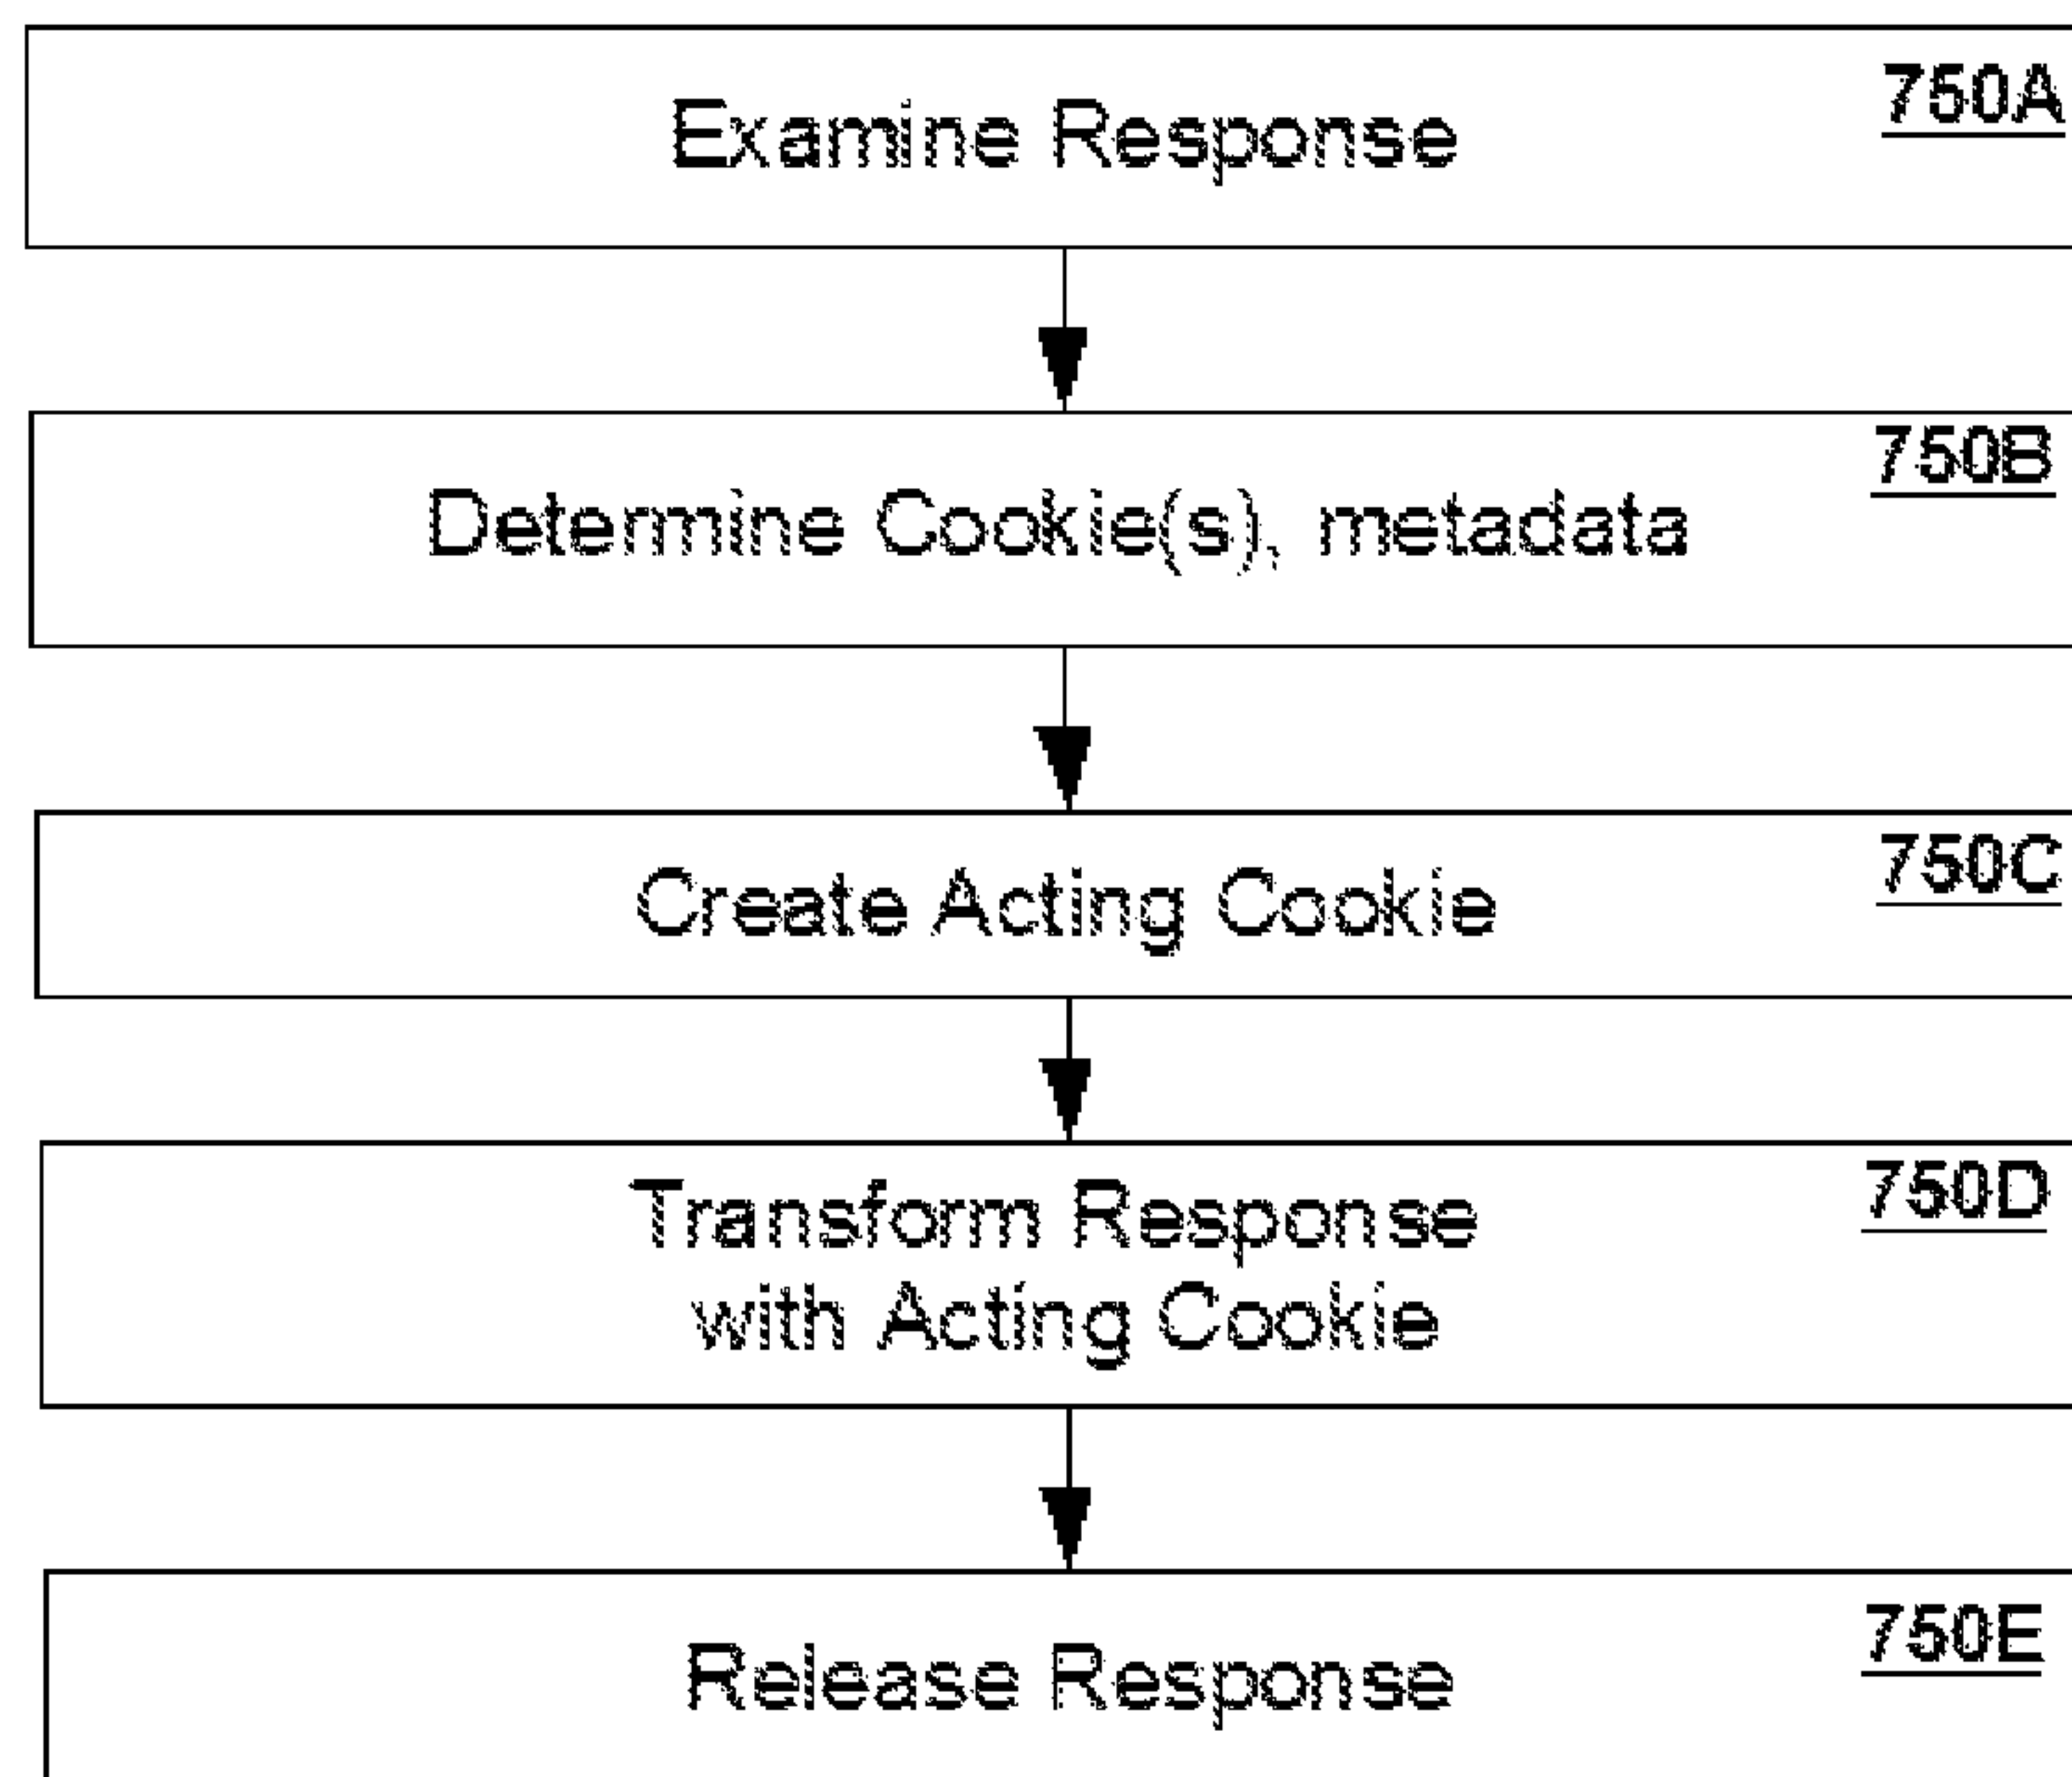 750A
Examine Response
750B
Determine Cookie(s), metadata
750C
Create Acting Cookie
750D
Transform Response
with Acting Cookie
750E
Release Response